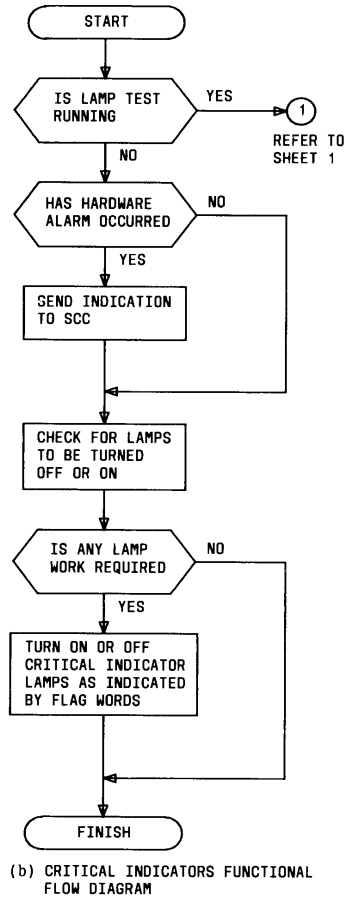 START
IS LAMP TEST
RUNNING
YES
1
REFER TO
SHEET 1
NO
HAS HARDWARE
ALARM OCCURRED
NO
YES
SEND INDICATION
TO SCC
CHECK FOR LAMPS
TO BE TURNED
OFF OR ON
IS ANY LAMP
WORK REQUIRED
NO
YES
TURN ON OR OFF
CRITICAL INDICATOR
LAMPS AS INDICATED
BY FLAG WORDS
FINISH
(b) CRITICAL INDICATORS FUNCTIONAL
FLOW DIAGRAM